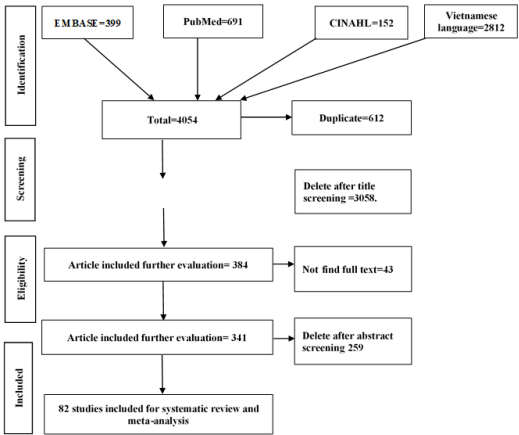 EMBASE=399
PubMed=691
CINAHL=152
Vietnamese
language=2812
Identification
Total=4054
Duplicate=612
Screening
Delete after title
screening =3058.
Eligibility
Article included further evaluation= 384
Not find full text=43
Article included further evaluation= 341
Delete after abstract
screening 259
Included
82 studies included for systematic review and
meta-analysis